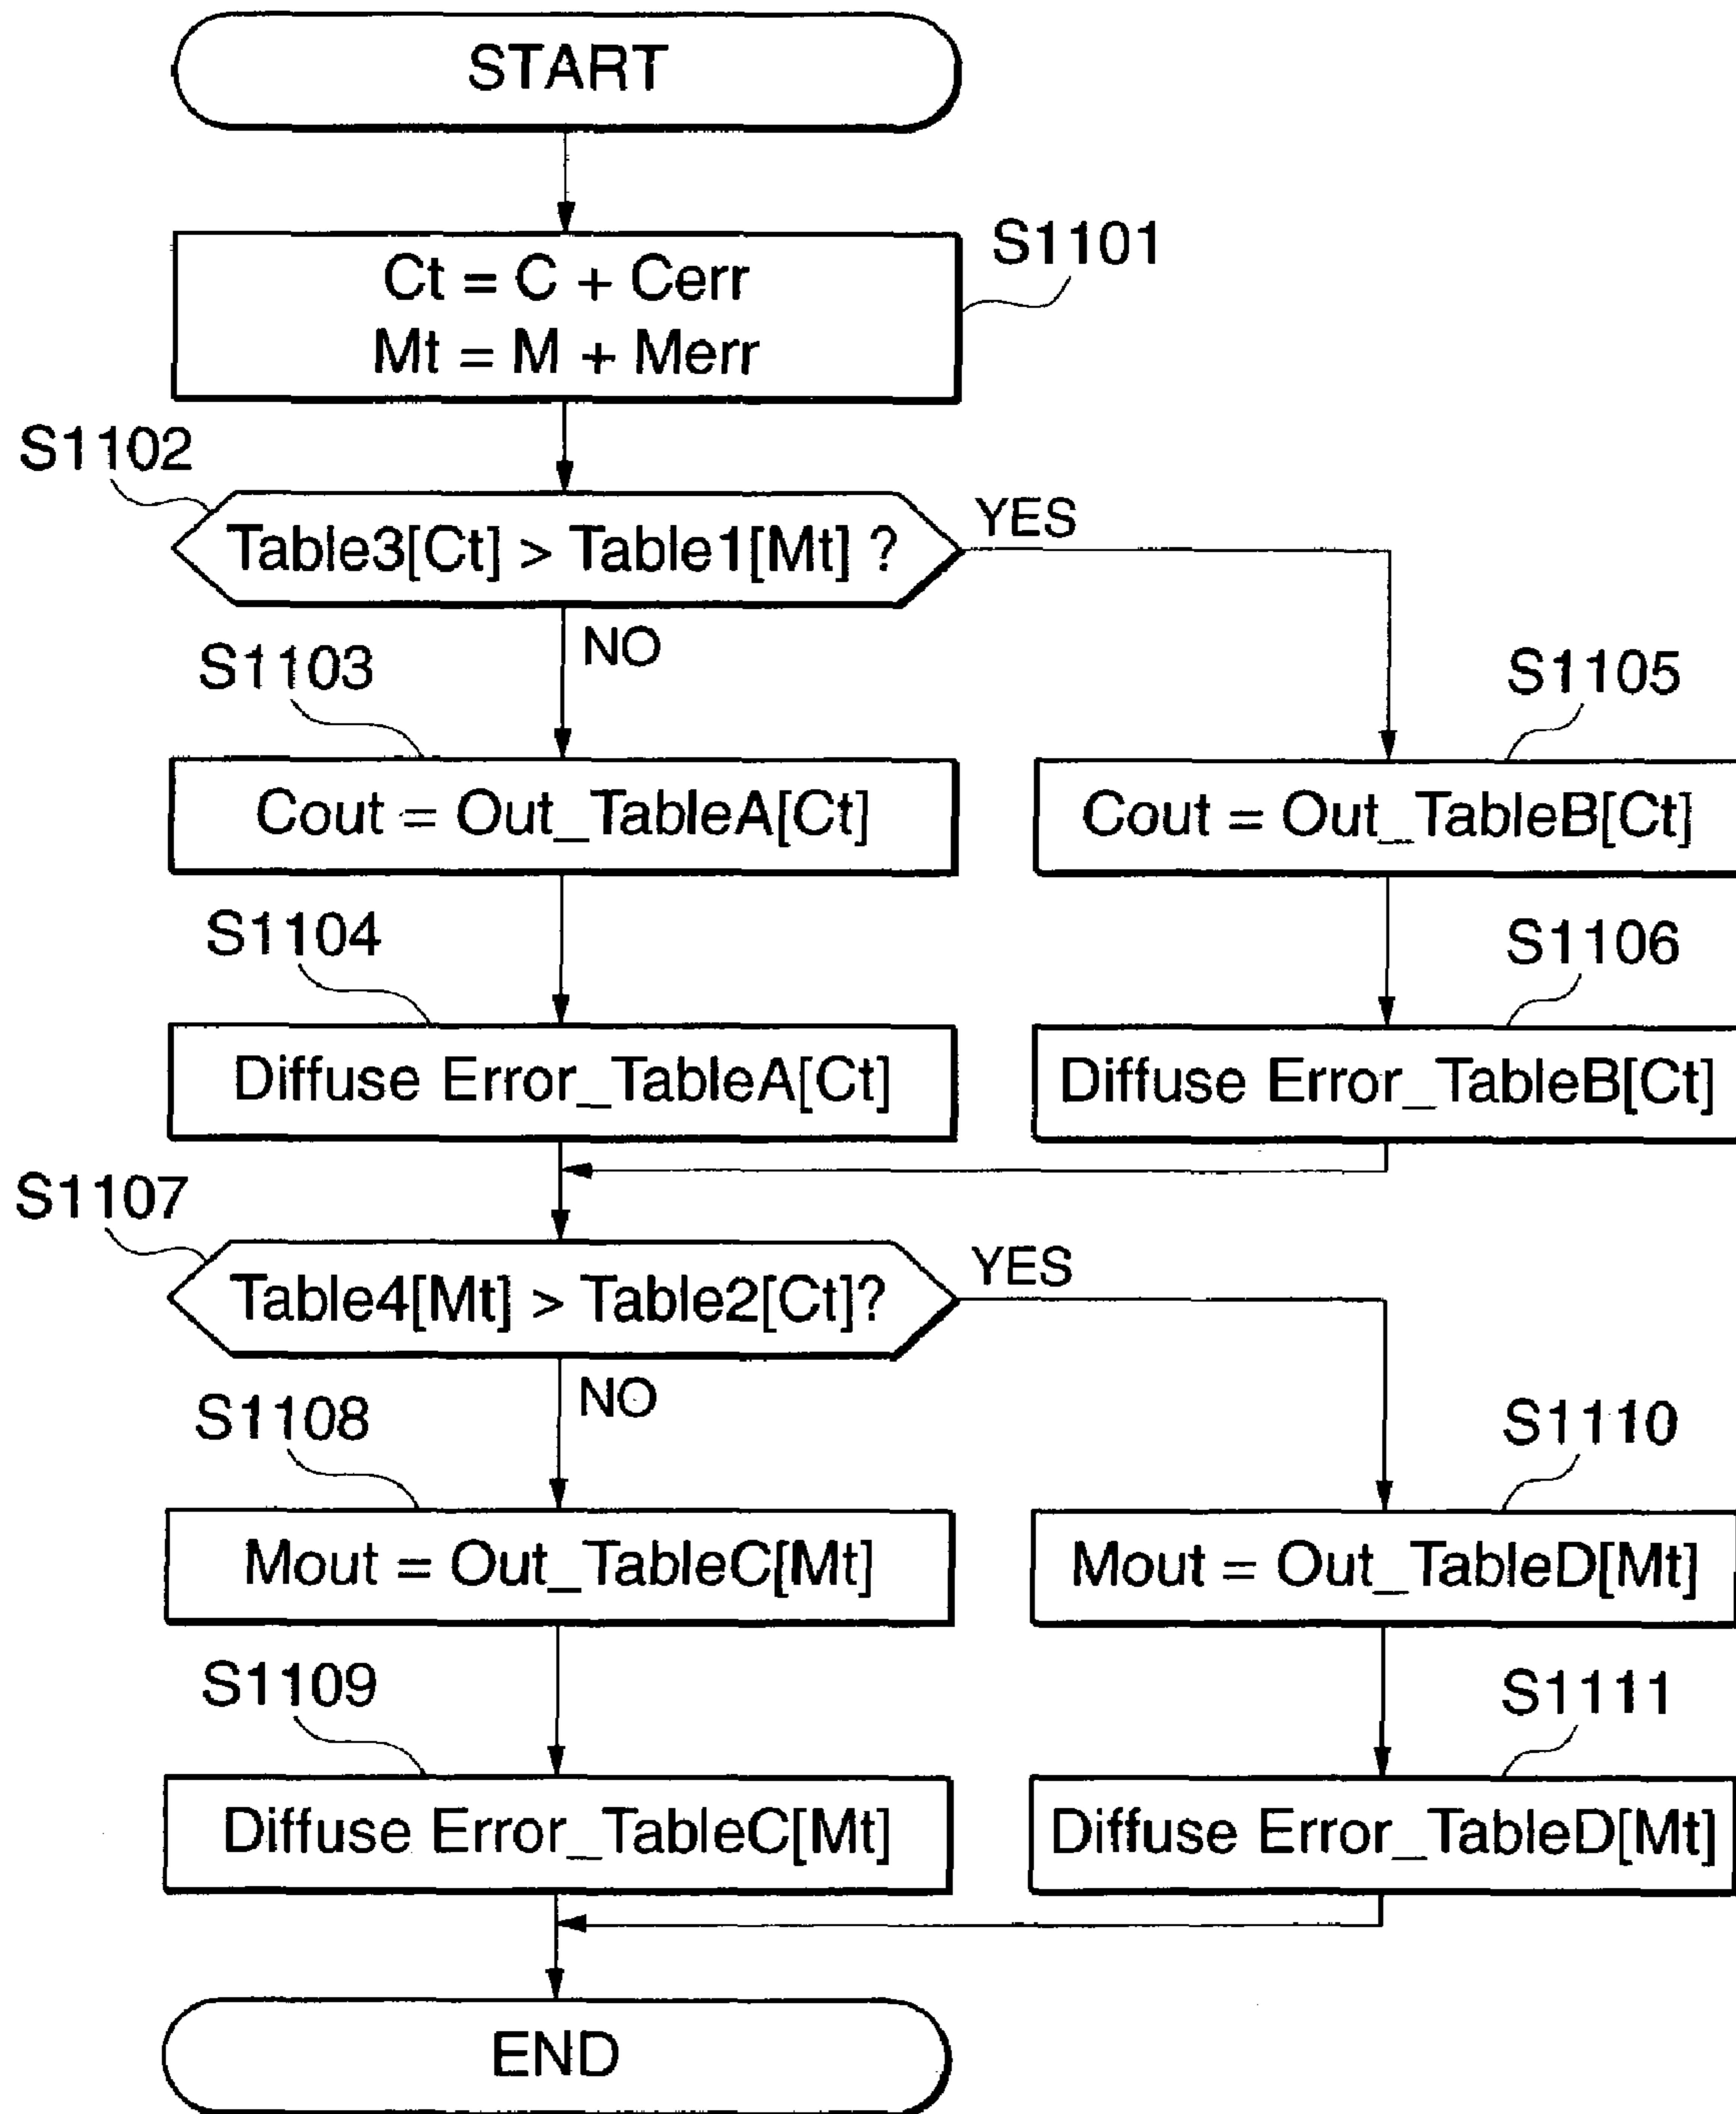 START
S1101
Ct = C + Cerr
Mt = M + Merr
S1102
Table3[Ct] > Table1[Mt] ?
YES
NO
S1103
S1105
Cout = Out_TableA[Ct]
Cout = Out_TableB[Ct]
S1104
S1106
Diffuse Error_TableA[Ct]
Diffuse Error_TableB[Ct]
S1107
Table4[Mt] > Table2[Ct]?
YES
NO
S1108
S1110
Mout = Out_TableC[Mt]
Mout = Out_TableD[Mt]
S1109
S1111
Diffuse Error_TableC[Mt]
Diffuse Error_TableD[Mt]
END